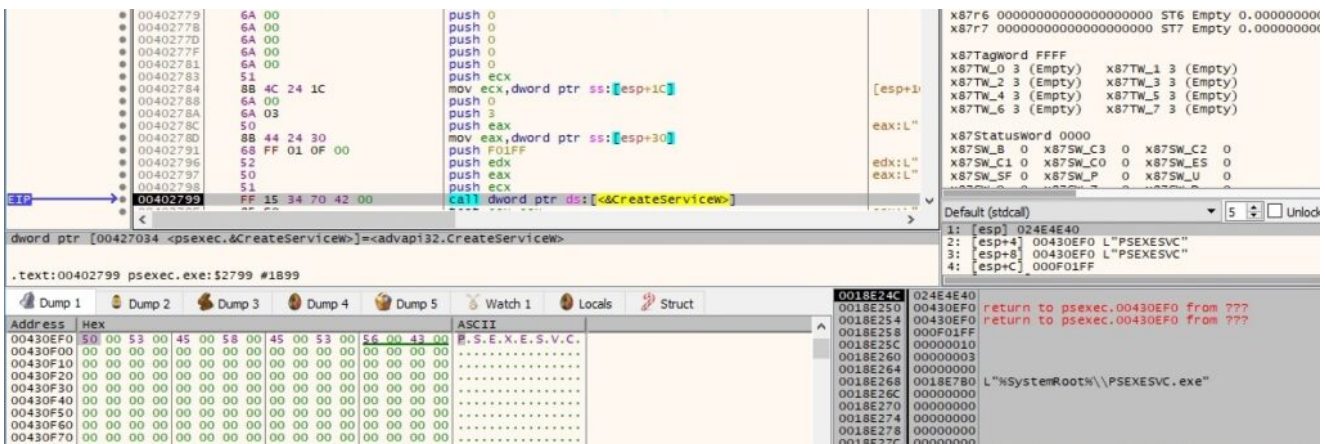 00402779 6A 00 push 0
0040277B 6A 00 push 0
0040277D 6A 00 push 0
0040277F 6A 00 push 0
00402781 6A 00 push 0
00402783 51 push ecx
00402784 8B 4C 24 1C mov ecx,dword ptr ss:[esp+1C] [esp+1
00402788 6A 00 push 0
0040278A 6A 03 push 3
0040278C 50 push eax eax:L"
0040278D 8B 44 24 30 mov eax,dword ptr ss:[esp+30]
00402791 68 FF 01 0F 00 push F01FF
00402796 52 push edx edx:L"
00402797 50 push eax eax:L"
00402798 51 push ecx
EIP 00402799 FF 15 34 70 42 00 call dword ptr ds:[<&CreateServiceW>]
dword ptr [00427034 <psexec.&CreateServiceW>]=<advapi32.CreateServiceW>
.text:00402799 psexec.exe:$2799 #1B99
x87r6 00000000000000000000 ST6 Empty 0.000000000
x87r7 00000000000000000000 ST7 Empty 0.000000000
x87TagWord FFFF
x87TW_0 3 (Empty) x87TW_1 3 (Empty)
x87TW_2 3 (Empty) x87TW_3 3 (Empty)
x87TW_4 3 (Empty) x87TW_5 3 (Empty)
x87TW_6 3 (Empty) x87TW_7 3 (Empty)
x87StatusWord 0000
x87SW_B 0 x87SW_C3 0 x87SW_C2 0
x87SW_C1 0 x87SW_C0 0 x87SW_ES 0
x87SW_SF 0 x87SW_P 0 x87SW_U 0
Default (stdcall) 5 Unlock
1: [esp] 024E4E40
2: [esp+4] 00430EF0 L"PSEXESVC"
3: [esp+8] 00430EF0 L"PSEXESVC"
4: [esp+C] 000F01FF
Dump 1 Dump 2 Dump 3 Dump 4 Dump 5 Watch 1 Locals Struct
Address Hex ASCII
00430EF0 50 00 53 00 45 00 58 00 45 00 53 00 56 00 43 00 P.S.E.X.E.S.V.C.
00430F00 00 00 00 00 00 00 00 00 00 00 00 00 00 00 00 00 ................
00430F10 00 00 00 00 00 00 00 00 00 00 00 00 00 00 00 00 ................
00430F20 00 00 00 00 00 00 00 00 00 00 00 00 00 00 00 00 ................
00430F30 00 00 00 00 00 00 00 00 00 00 00 00 00 00 00 00 ................
00430F40 00 00 00 00 00 00 00 00 00 00 00 00 00 00 00 00 ................
00430F50 00 00 00 00 00 00 00 00 00 00 00 00 00 00 00 00 ................
00430F60 00 00 00 00 00 00 00 00 00 00 00 00 00 00 00 00 ................
00430F70 00 00 00 00 00 00 00 00 00 00 00 00 00 00 00 00 ................
0018E24C 024E4E40
0018E250 00430EF0 return to psexec.00430EF0 from ???
0018E254 00430EF0 return to psexec.00430EF0 from ???
0018E258 000F01FF
0018E25C 00000010
0018E260 00000003
0018E264 00000000
0018E268 0018E7B0 L"%SystemRoot%\\PSEXESVC.exe"
0018E26C 00000000
0018E270 00000000
0018E274 00000000
0018E278 00000000
0018E27C 00000000